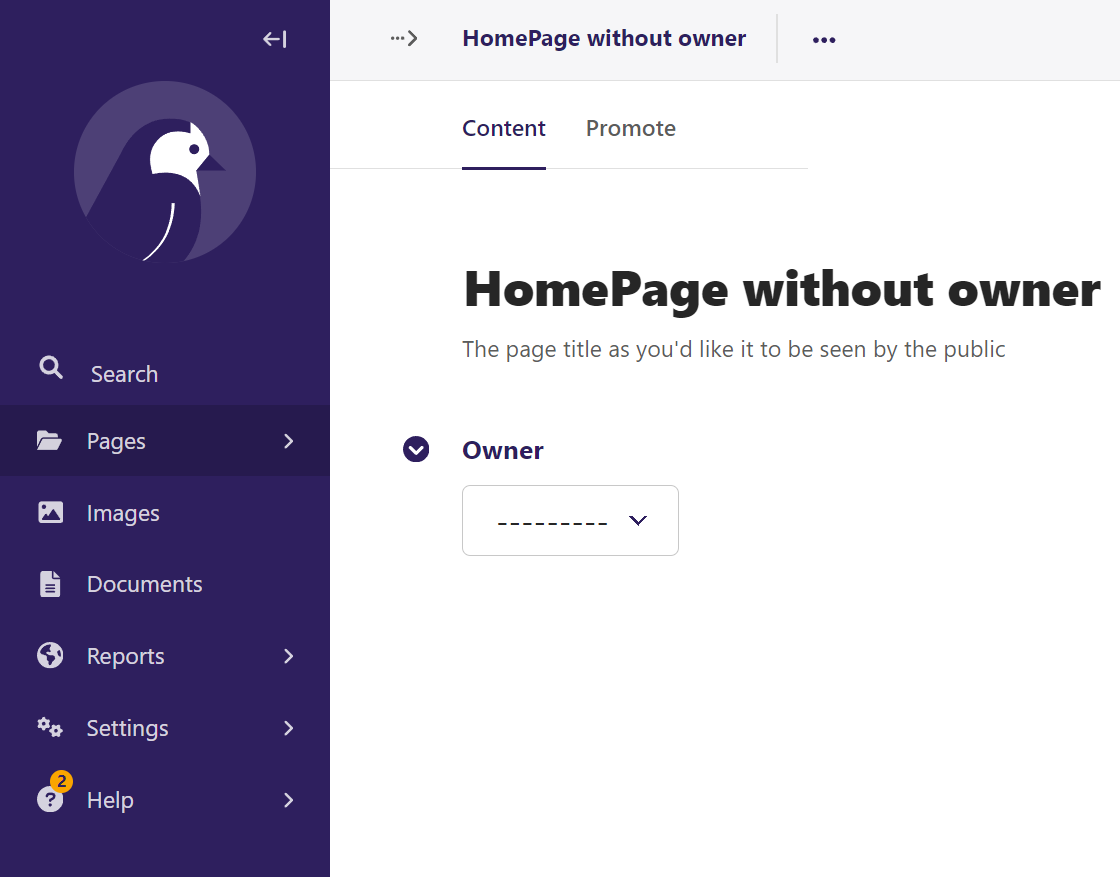 HomePage without owner
Content
Promote
HomePage without owner
The page title as you'd like it to be seen by the public
Owner
---------
Search
Pages
Images
Documents
Reports
Settings
2
Help